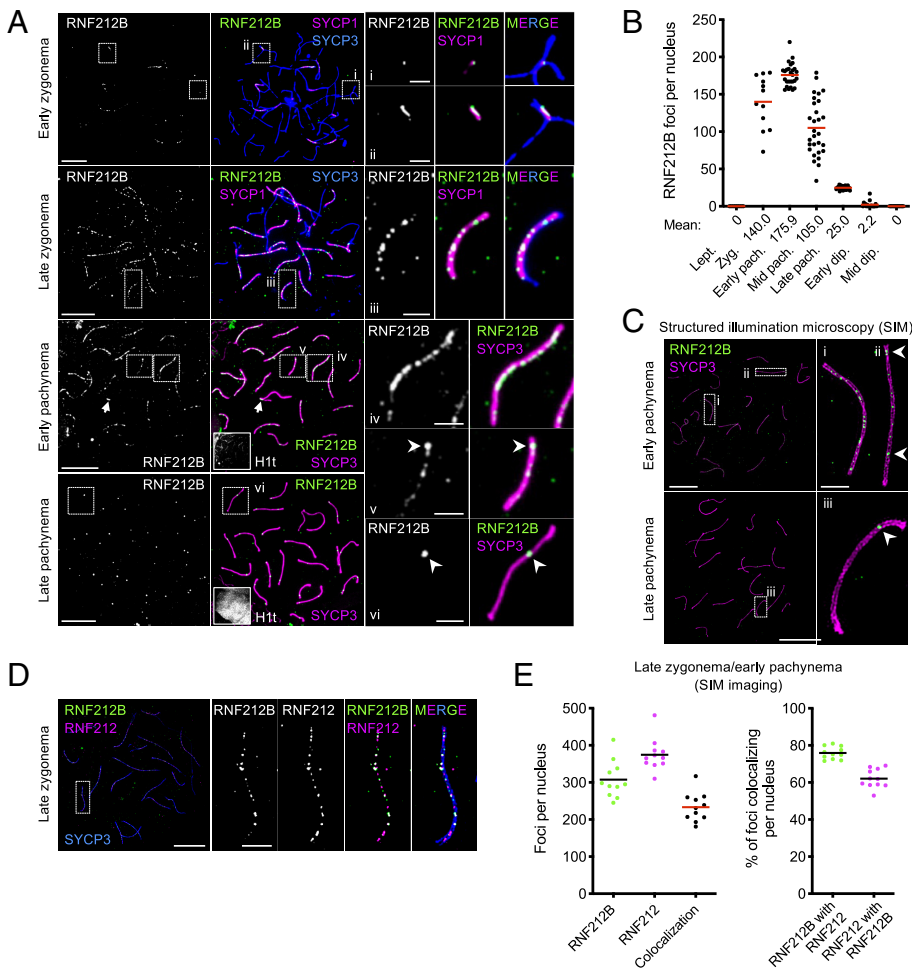 A
RNF212B
RNF212B SYCP1
SYCP3
RNF212B
RNF212B
SYCP1
MERGE
ii
i
i
ii
Early zygonema
RNF212B
RNF212B SYCP3
SYCP1
RNF212B
RNF212B
SYCP1
MERGE
iii
iii
Late zygonema
RNF212B
v
iv
H1t
RNF212B
SYCP3
RNF212B
RNF212B
SYCP3
iv
v
Early pachynema
RNF212B
RNF212B
vi
H1t
SYCP3
RNF212B
RNF212B
SYCP3
vi
Late pachynema
B
RNF212B foci per nucleus
250
200
150
100
50
0
Mean: 0 140.0 175.9 105.0 25.0 2.2 0
Lept. Zyg. Early pach. Mid pach. Late pach. Early dip. Mid dip.
C
Structured illumination microscopy (SIM)
RNF212B
SYCP3
ii
i
i
ii
Early pachynema
iii
iii
Late pachynema
D
RNF212B
RNF212
SYCP3
RNF212B
RNF212
RNF212B
RNF212
MERGE
Late zygonema
E
Late zygonema/early pachynema
(SIM imaging)
Foci per nucleus
500
400
300
200
100
0
RNF212B
RNF212
Colocalization
% of foci colocalizing
per nucleus
100
80
60
40
20
0
RNF212B with
RNF212
RNF212 with
RNF212B